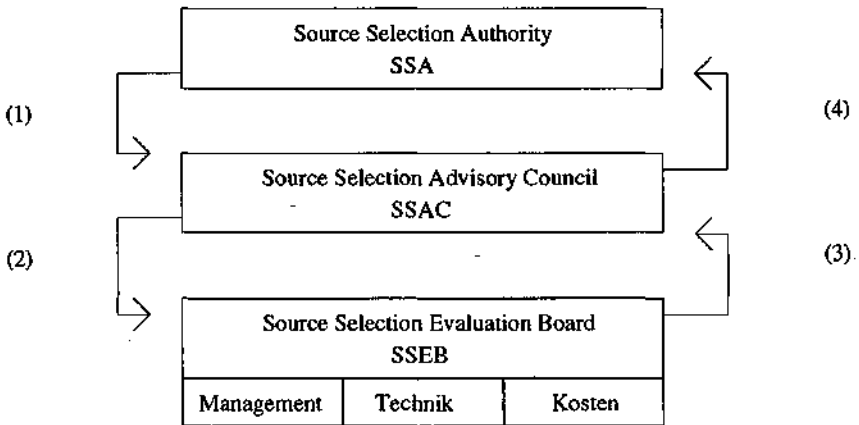 Source Selection Authority
SSA
(1)
(4)
Source Selection Advisory Council
SSAC
(2)
(3)
Source Selection Evaluation Board
SSEB
Management Technik Kosten